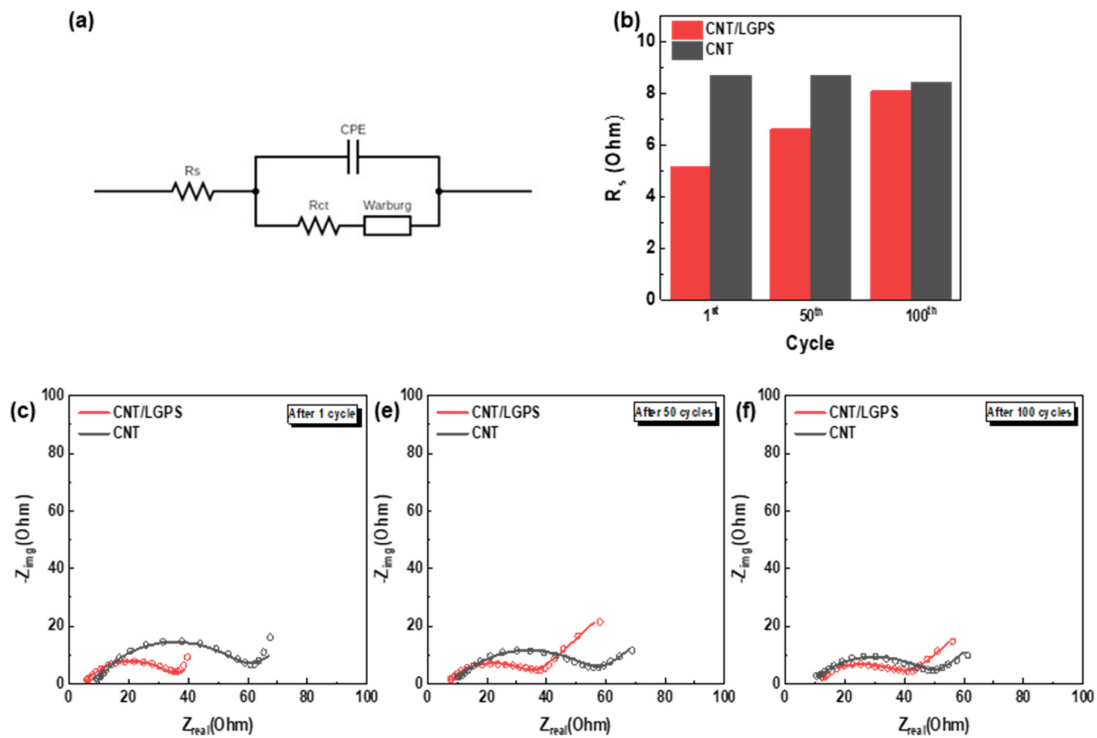 (a)
CPE
Rs
Rct
Warburg
(b)
CNT/LGPS
CNT
10
8
6
4
2
0
R s (Ohm)
1st
50th
100th
Cycle
(c)
CNT/LGPS
CNT
After 1 cycle
100
80
60
40
20
0
-Zimg(Ohm)
0
20
40
60
80
100
Zreal(Ohm)
(e)
CNT/LGPS
CNT
After 50 cycles
100
80
60
40
20
0
-Zimg(Ohm)
0
20
40
60
80
100
Zreal(Ohm)
(f)
CNT/LGPS
CNT
After 100 cycles
100
80
60
40
20
0
-Zimg(Ohm)
0
20
40
60
80
100
Zreal(Ohm)